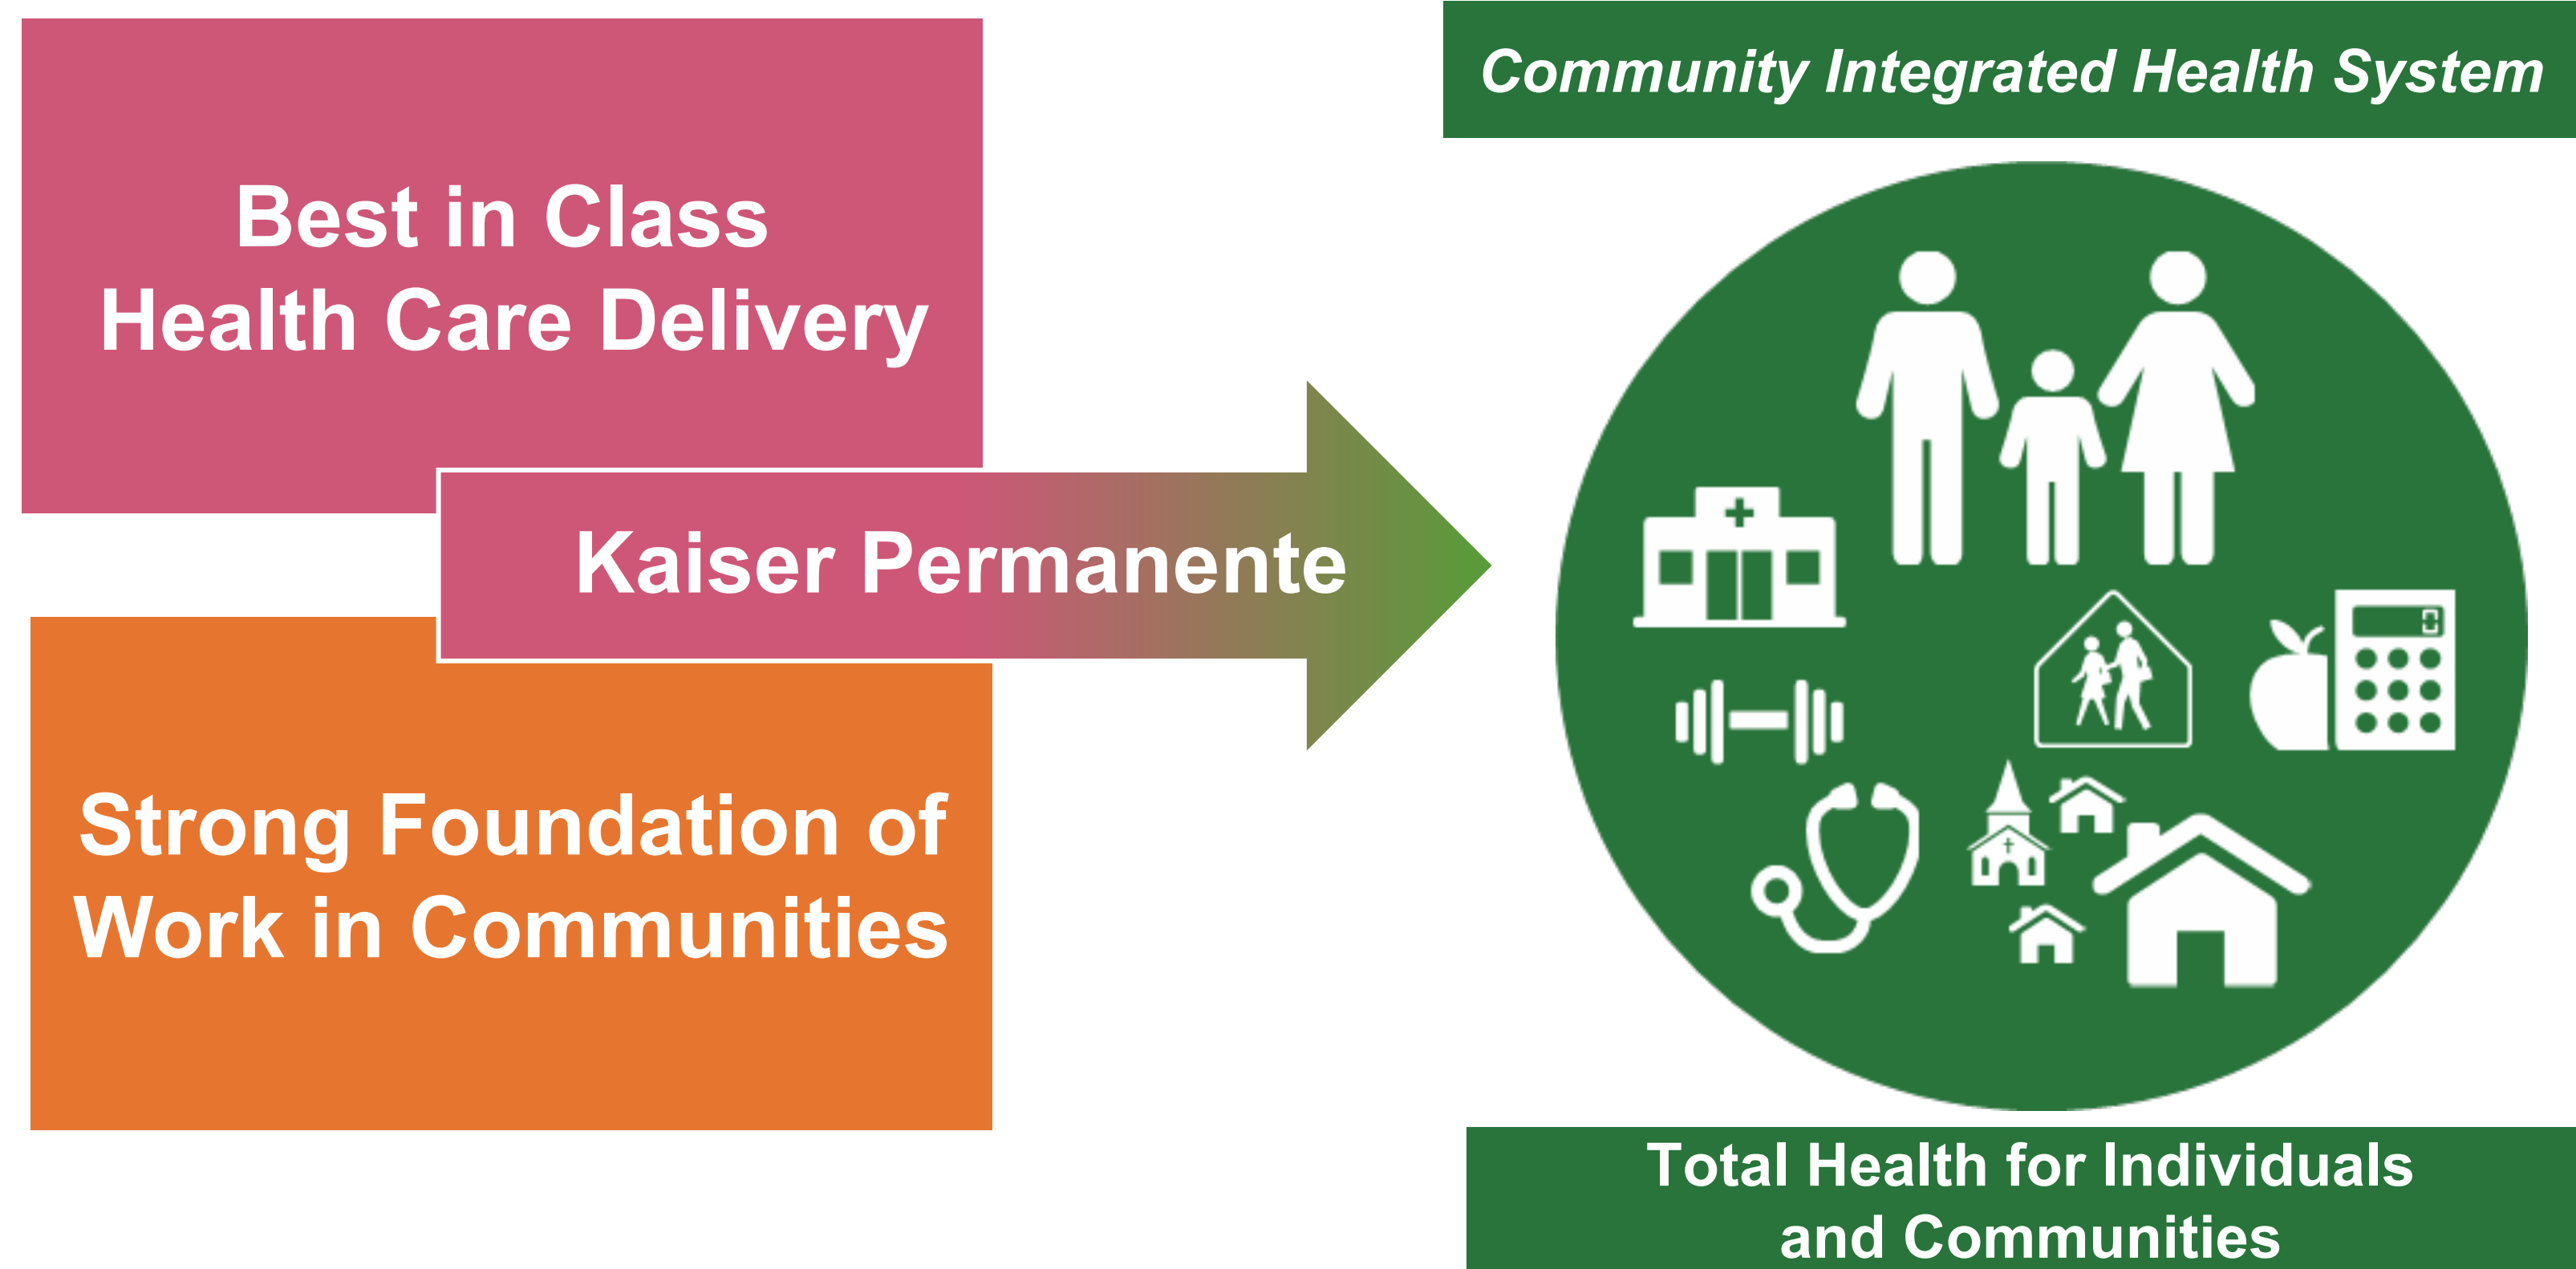 Best in Class
Health Care Delivery
Kaiser Permanente
Strong Foundation of
Work in Communities
Community Integrated Health System
Total Health for Individuals
and Communities